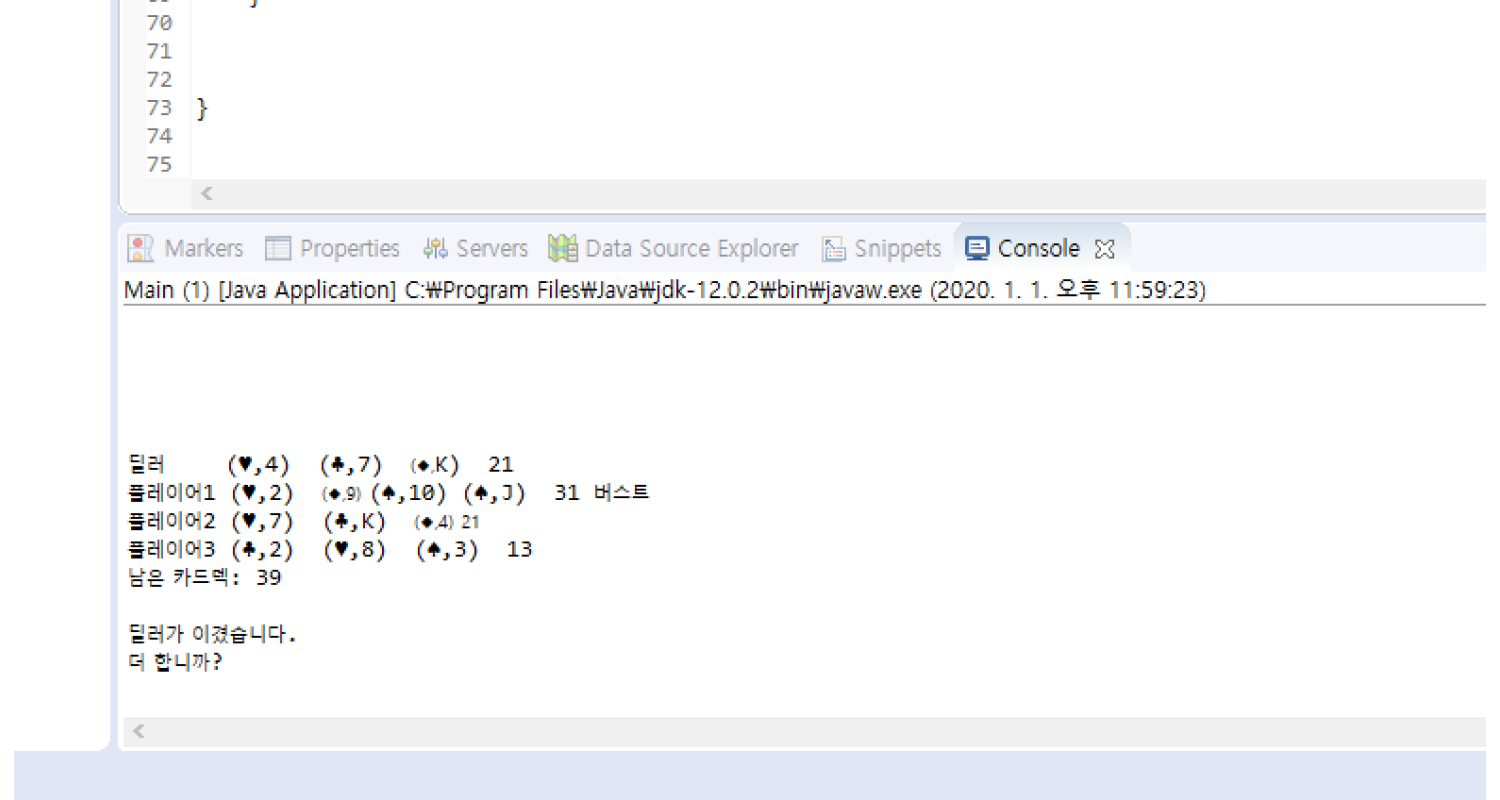 70
71
72
73 }
74
75
Markers Properties Servers Data Source Explorer Snippets Console
Main (1) [Java Application] C:₩Program Files₩Java₩jdk-12.0.2₩bin₩javaw.exe (2020. 1. 1. 오후 11:59:23)
딜러 (♥,4) (♣,7) (◆,K) 21
플레이어1 (♥,2) (◆,9) (♠,10) (♠,J) 31 버스트
플레이어2 (♥,7) (♣,K) (◆,4) 21
플레이어3 (♣,2) (♥,8) (♠,3) 13
남은 카드덱: 39
딜러가 이겼습니다.
더 합니까?